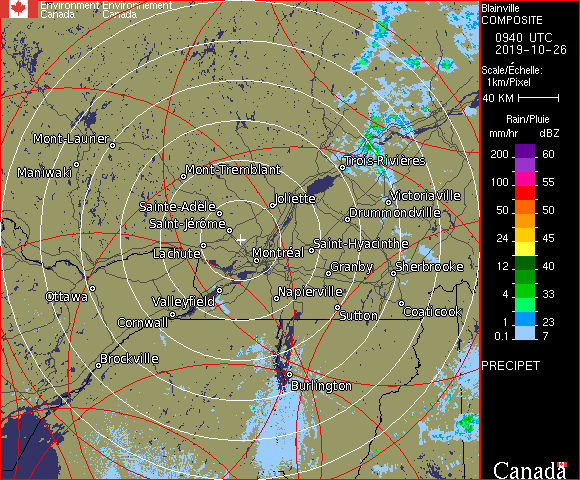 Environment Environnement
Canada Canada
Blainville
COMPOSITE
0940 UTC
2019-10-26
Scale/Échelle:
1km/Pixel
40 KM
Rain/Pluie
mm/hr dBZ
200 60
150 57
100 55
50 50
24 45
12 40
4 33
1 23
0.1 7
PRECIPET
Canada
Mont-Laurier
Maniwaki
Mont-Tremblant
Trois-Rivières
Sainte-Adèle
Joliette
Victoriaville
Saint-Jérôme
Drummondville
Lachute
Montréal
Saint-Hyacinthe
Granby
Sherbrooke
Ottawa
Valleyfield
Napierville
Cornwall
Sutton
Coaticook
Brockville
Burlington